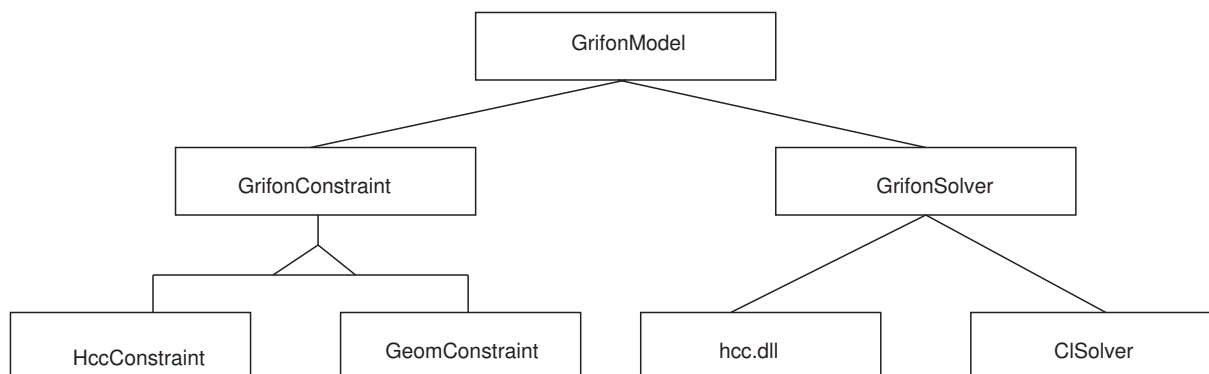 GrifonModel
GrifonConstraint
GrifonSolver
HccConstraint
GeomConstraint
hcc.dll
ClSolver